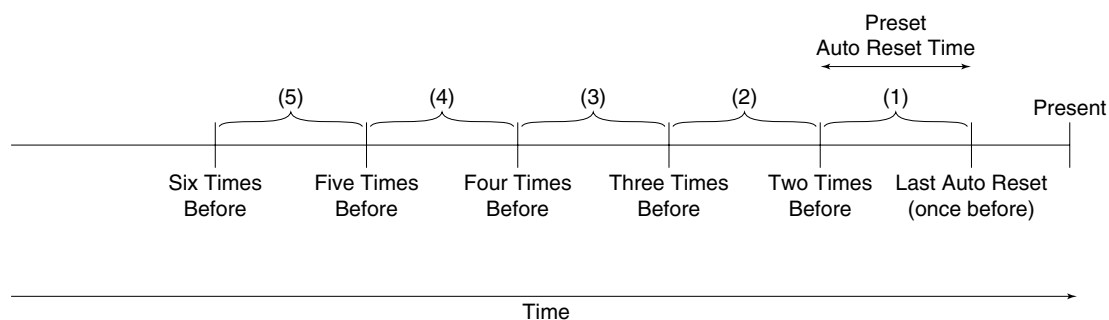 Preset
Auto Reset Time
(5)
(4)
(3)
(2)
(1)
Present
Six Times
Before
Five Times
Before
Four Times
Before
Three Times
Before
Two Times
Before
Last Auto Reset
(once before)
Time